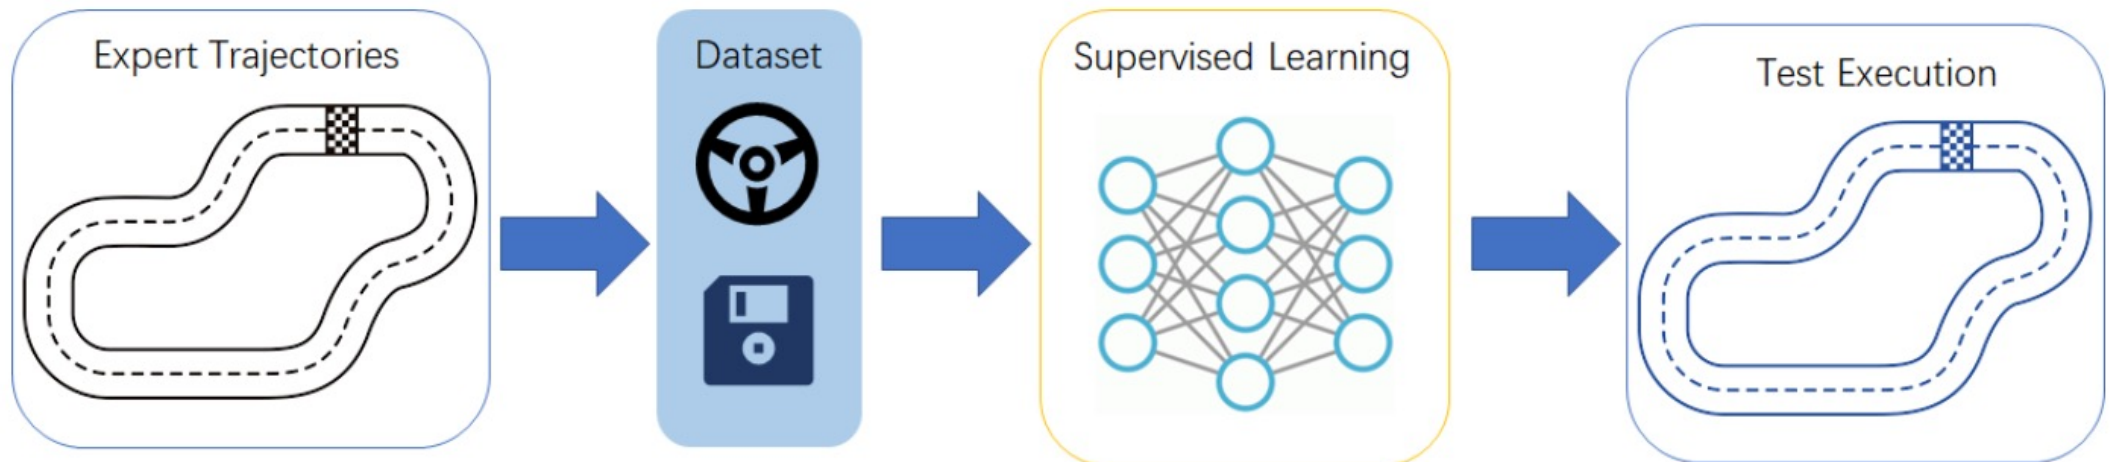 Expert Trajectories
Dataset
Supervised Learning
Test Execution